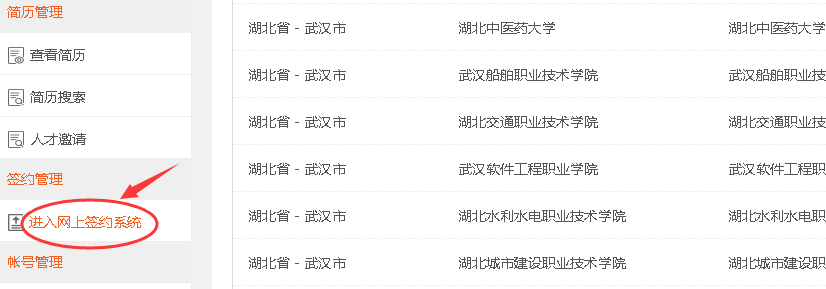 简历管理
查看简历
简历搜索
人才邀请
签约管理
进入网上签约系统
帐号管理
湖北省 - 武汉市 湖北中医药大学 湖北中医药大学
湖北省 - 武汉市 武汉船舶职业技术学院 武汉船舶职业技
湖北省 - 武汉市 湖北交通职业技术学院 湖北交通职业技
湖北省 - 武汉市 武汉软件工程职业学院 武汉软件工程职
湖北省 - 武汉市 湖北水利水电职业技术学院 湖北水利水电职
湖北省 - 武汉市 湖北城市建设职业技术学院 湖北城市建设职